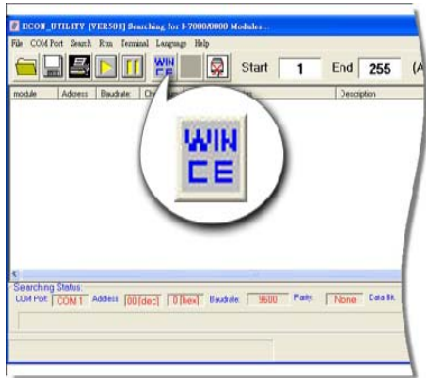 DCON_UTILITY [VER501] Searching for I-7000/8000 Modules...
File COM Port Search Run Terminal Language Help
WIN CE Start 1 End 255 (A
module Address Baudrate Description
WIN
CE
Searching Status:
COM Port COM 1 Address 00[dec] 0[hex] Baudrate 9600 Parity: None Data Bit.